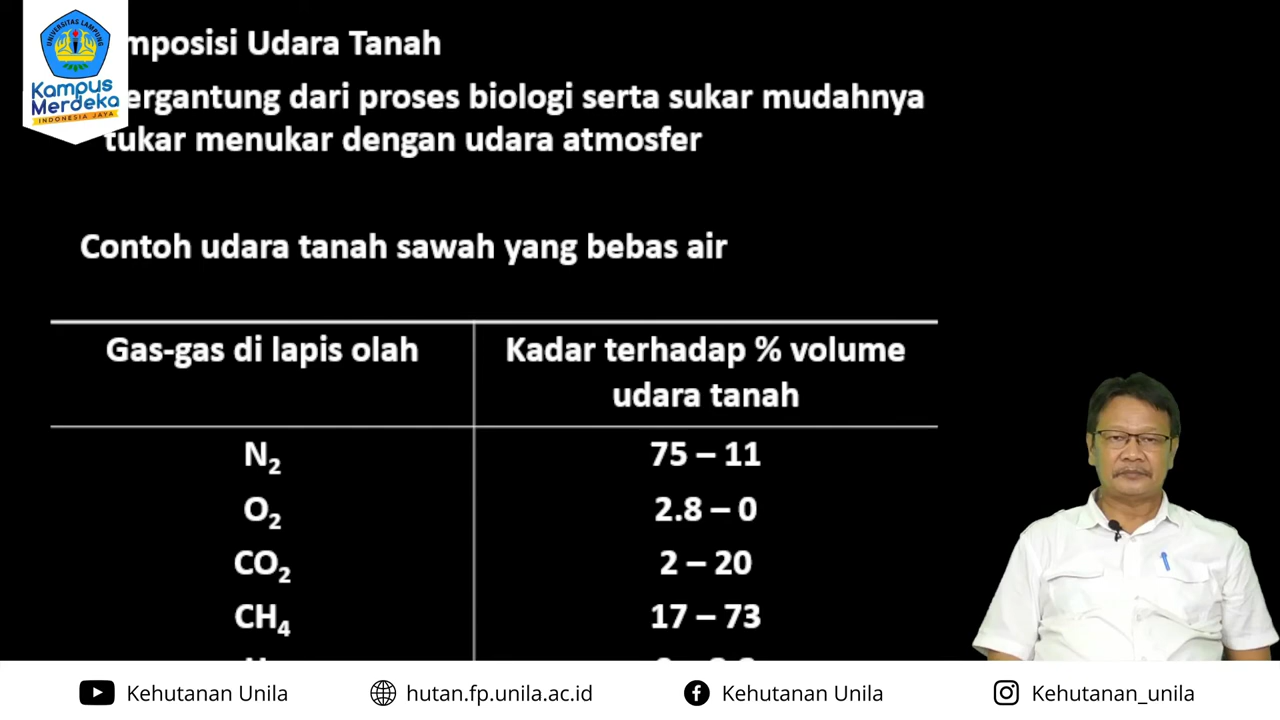 UNIVERSITAS LAMPUNG
Kampus
Merdeka
INDONESIA JAYA
mposisi Udara Tanah
ergantung dari proses biologi serta sukar mudahnya
tukar menukar dengan udara atmosfer
Contoh udara tanah sawah yang bebas air
Gas-gas di lapis olah
Kadar terhadap % volume
udara tanah
N₂ 75 – 11
O₂ 2.8 – 0
CO₂ 2 – 20
CH₄ 17 – 73
Kehutanan Unila
hutan.fp.unila.ac.id
Kehutanan Unila
Kehutanan_unila